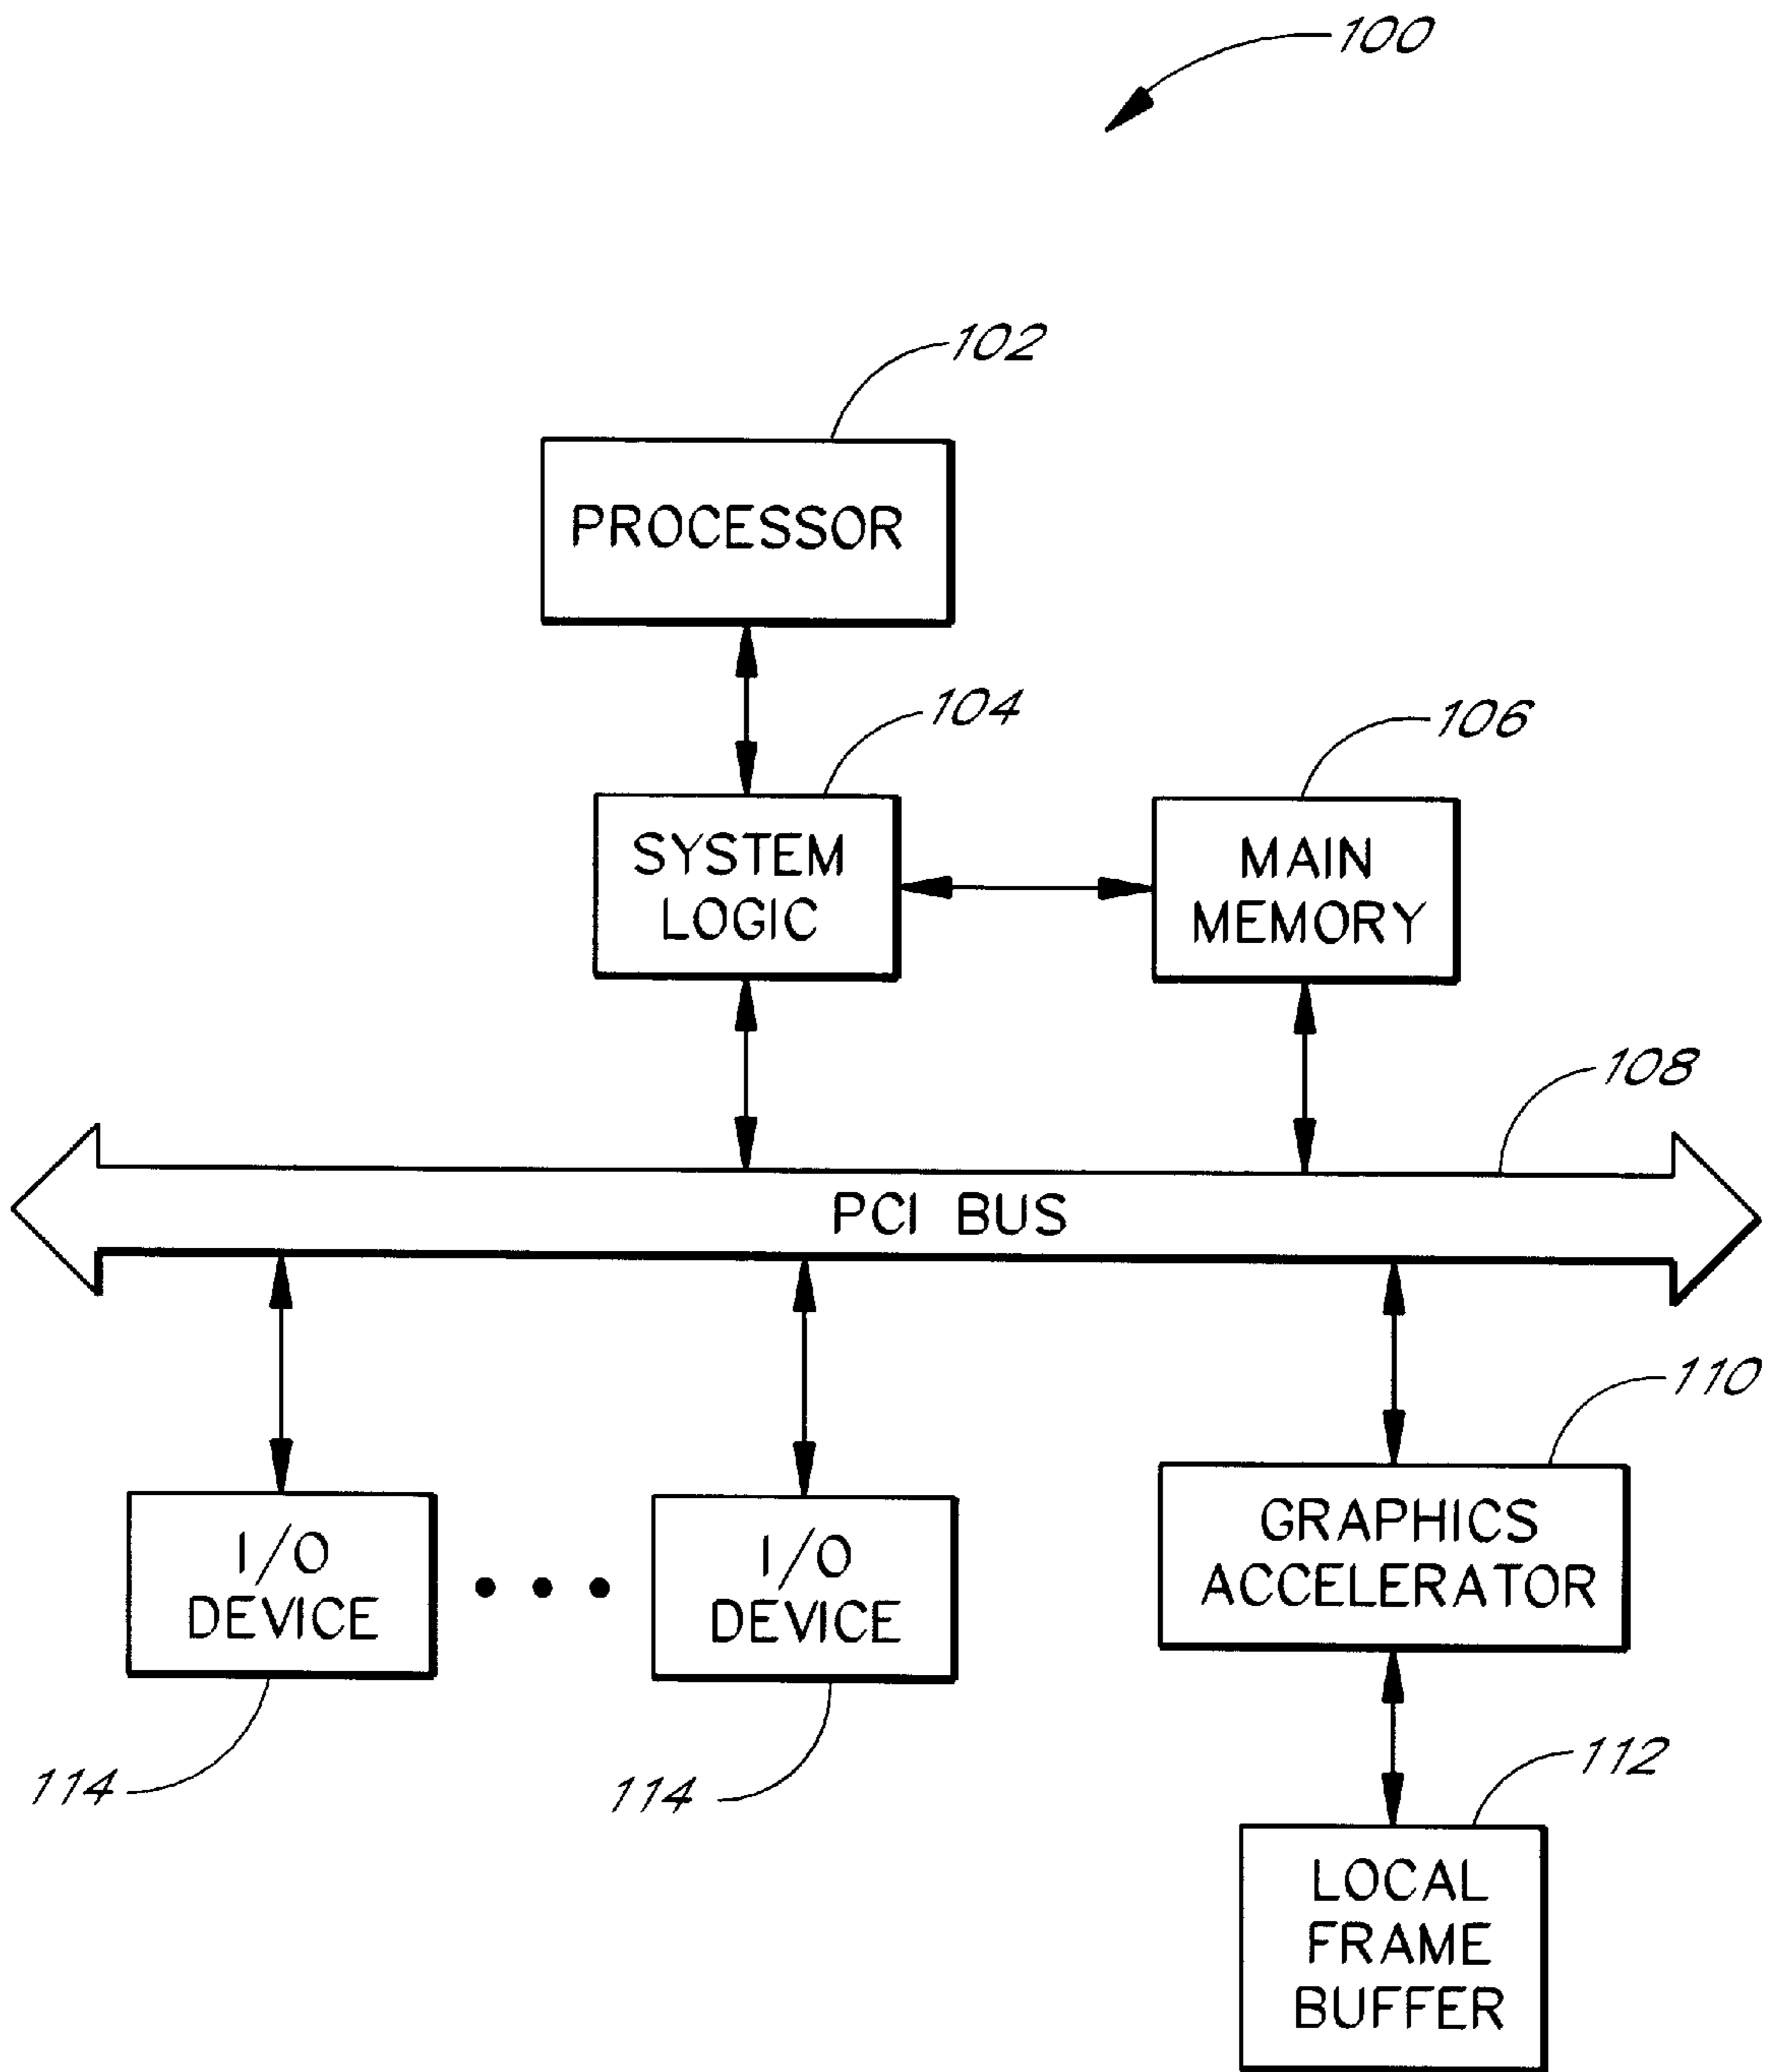 100
102
PROCESSOR
104
106
SYSTEM
LOGIC
MAIN
MEMORY
108
PCI BUS
110
I/O
DEVICE
I/O
DEVICE
GRAPHICS
ACCELERATOR
114
114
112
LOCAL
FRAME
BUFFER